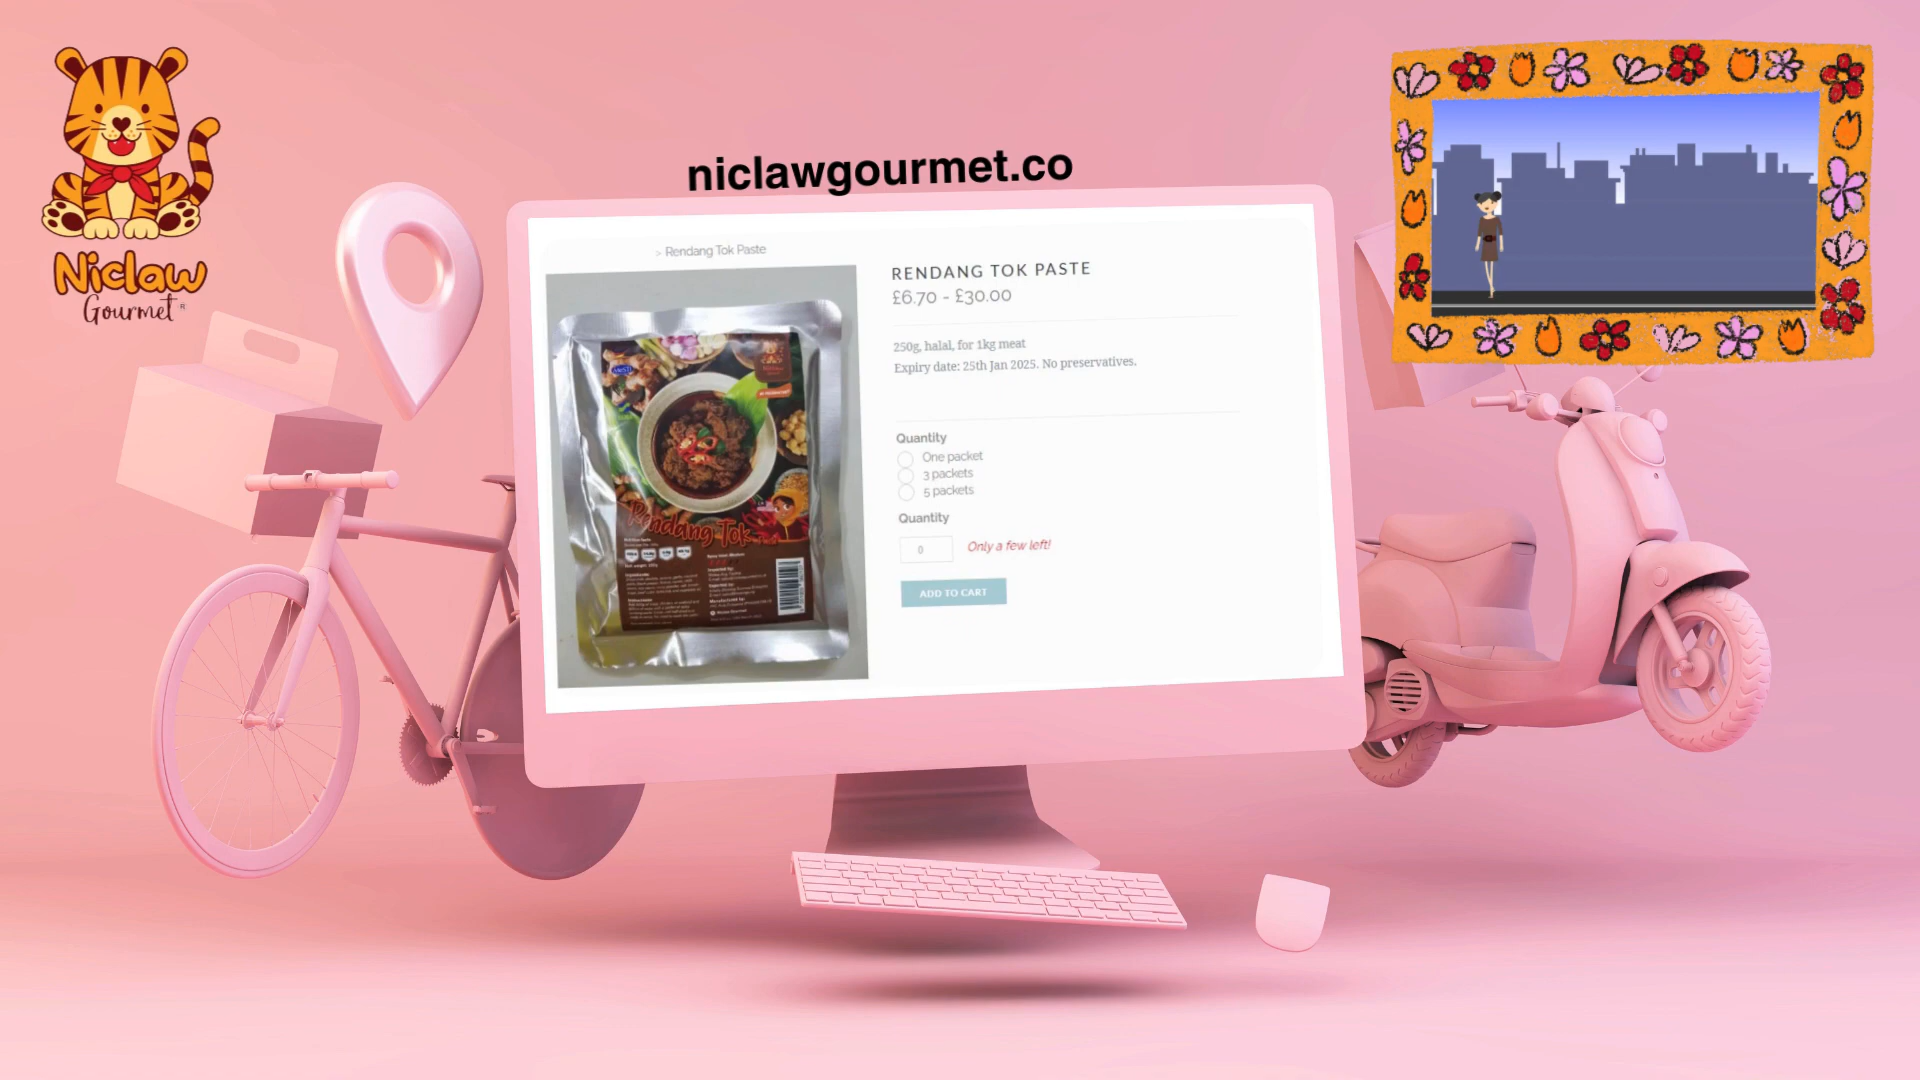 niclawgourmet.co
Niclaw
Gourmet®
> Rendang Tok Paste
RENDANG TOK PASTE
£6.70 - £30.00
250g, halal, for 1kg meat
Expiry date: 25th Jan 2025. No preservatives.
Quantity
One packet
3 packets
5 packets
Quantity
0
Only a few left!
ADD TO CART
Rendang Tok